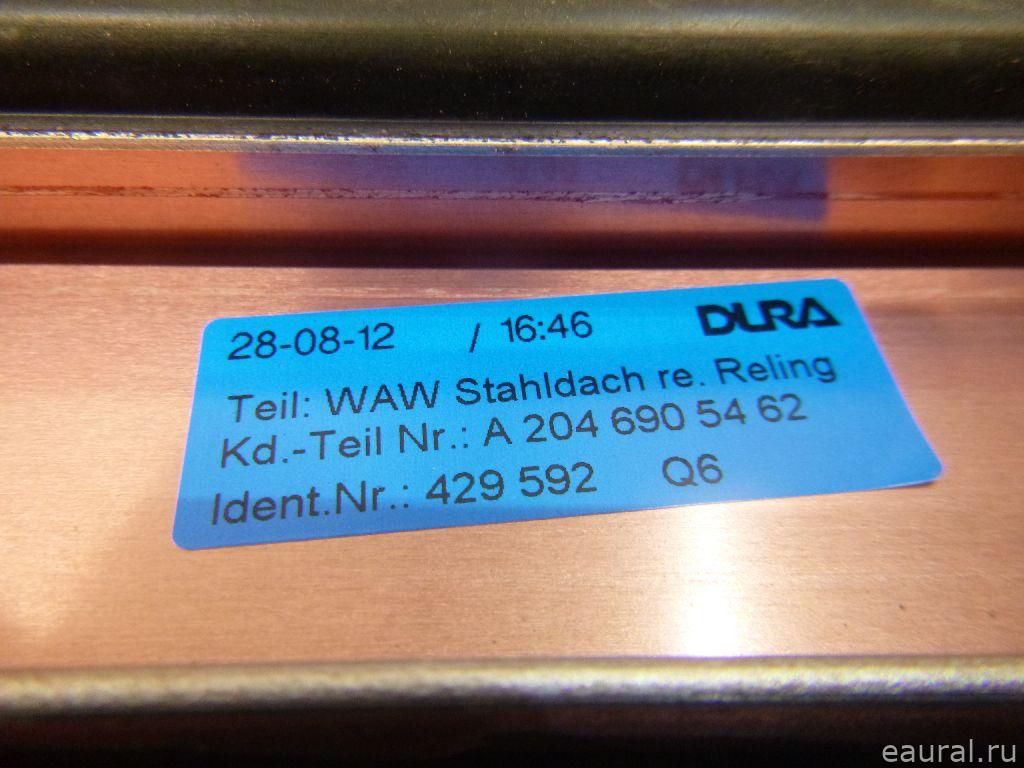 28-08-12 / 16:46 DURA
Teil: WAW Stahldach re. Reling
Kd.-Teil Nr.: A 204 690 54 62
Ident.Nr.: 429 592 Q6
eaural.ru